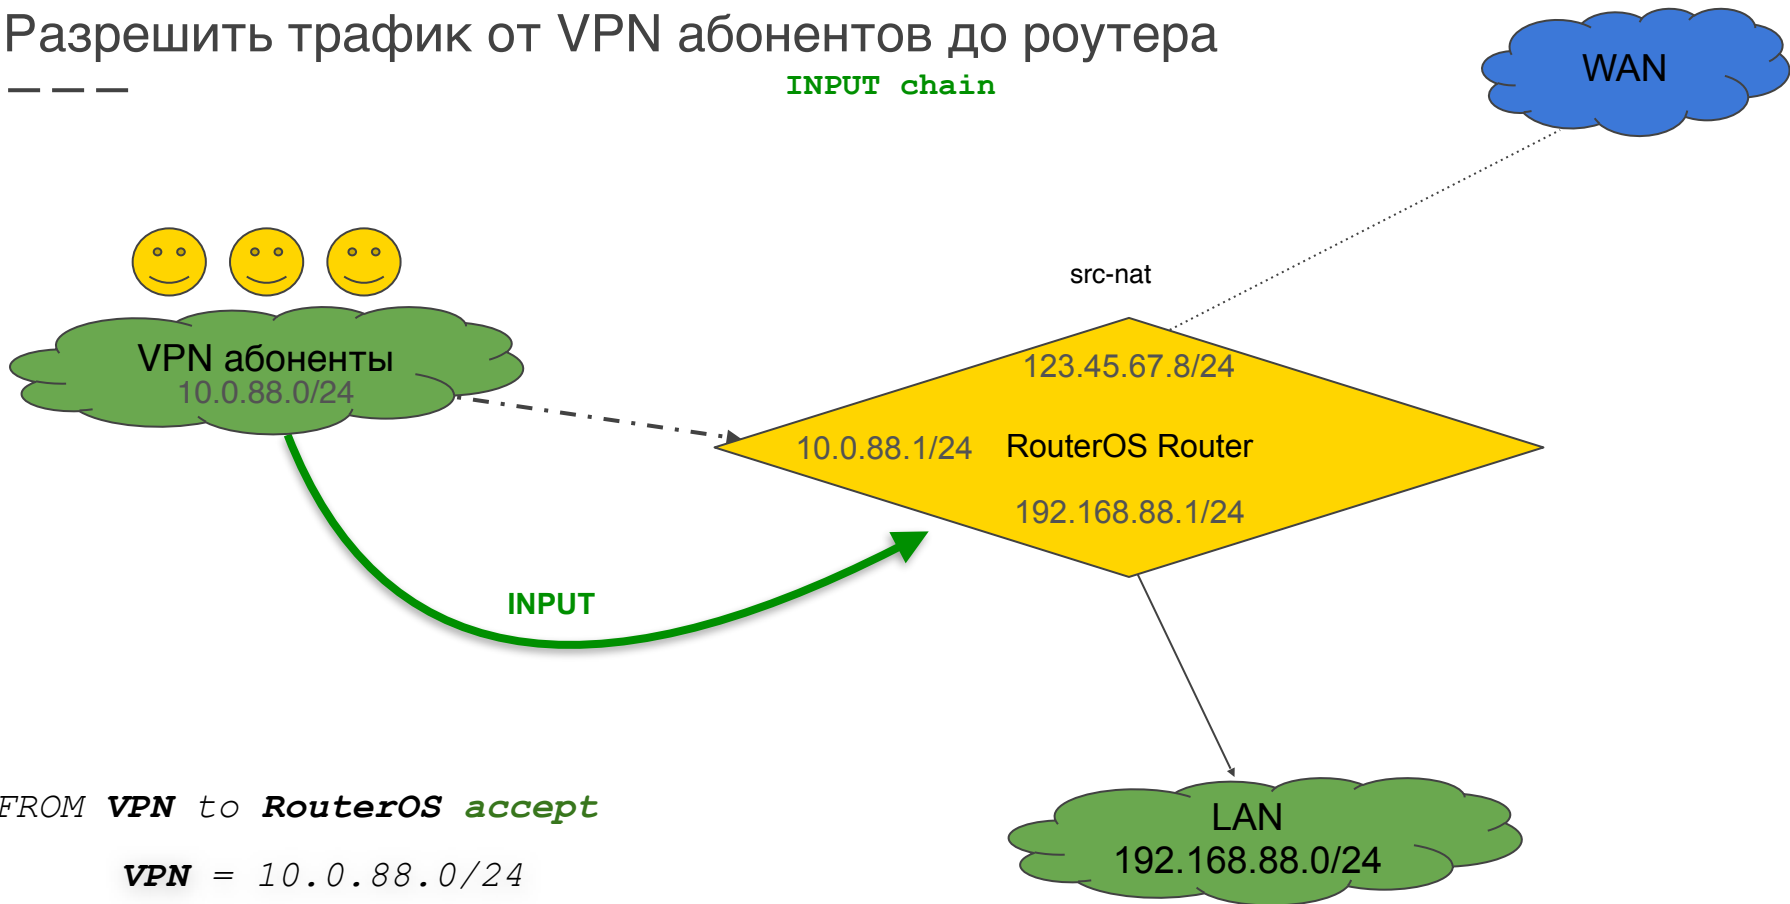 Разрешить трафик от VPN абонентов до роутера
INPUT chain
WAN
src-nat
VPN абоненты
10.0.88.0/24
123.45.67.8/24
10.0.88.1/24 RouterOS Router
192.168.88.1/24
INPUT
FROM VPN to RouterOS accept
VPN = 10.0.88.0/24
LAN
192.168.88.0/24